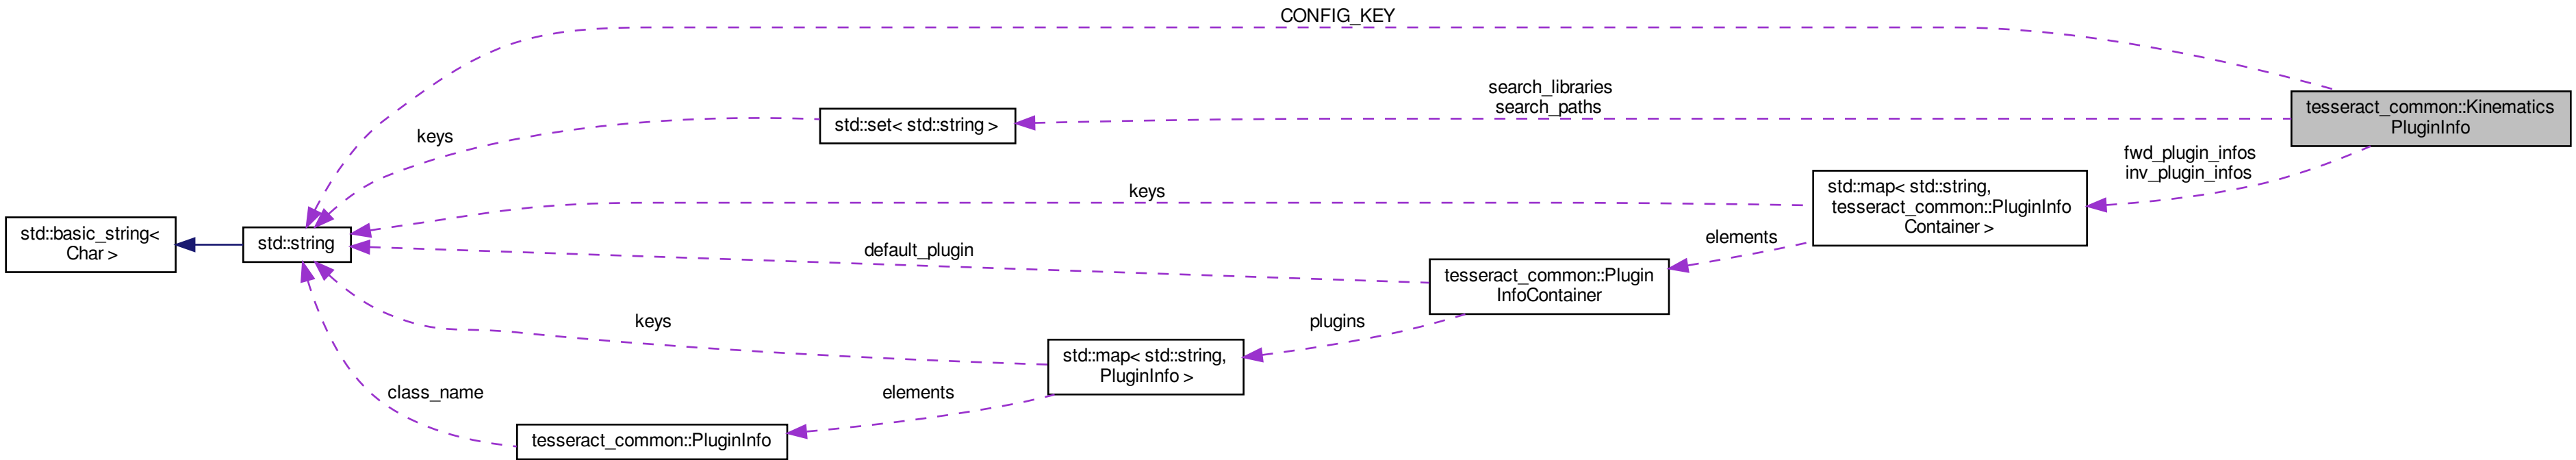 CONFIG_KEY
search_libraries
search_paths
tesseract_common::Kinematics
PluginInfo
std::set< std::string >
keys
fwd_plugin_infos
inv_plugin_infos
keys
std::map< std::string,
tesseract_common::PluginInfo
Container >
std::basic_string<
Char >
std::string
default_plugin
elements
tesseract_common::Plugin
InfoContainer
keys
plugins
std::map< std::string,
PluginInfo >
class_name
elements
tesseract_common::PluginInfo